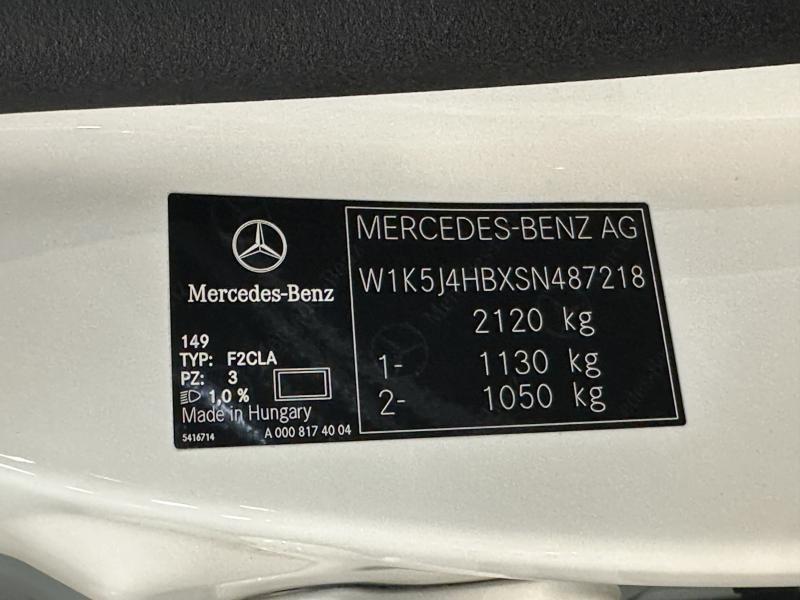 Mercedes-Benz
149
TYP: F2CLA
PZ: 3
1,0 %
Made in Hungary
5416714 A 000 817 40 04
MERCEDES-BENZ AG
W1K5J4HBXSN487218
2120 kg
1- 1130 kg
2- 1050 kg